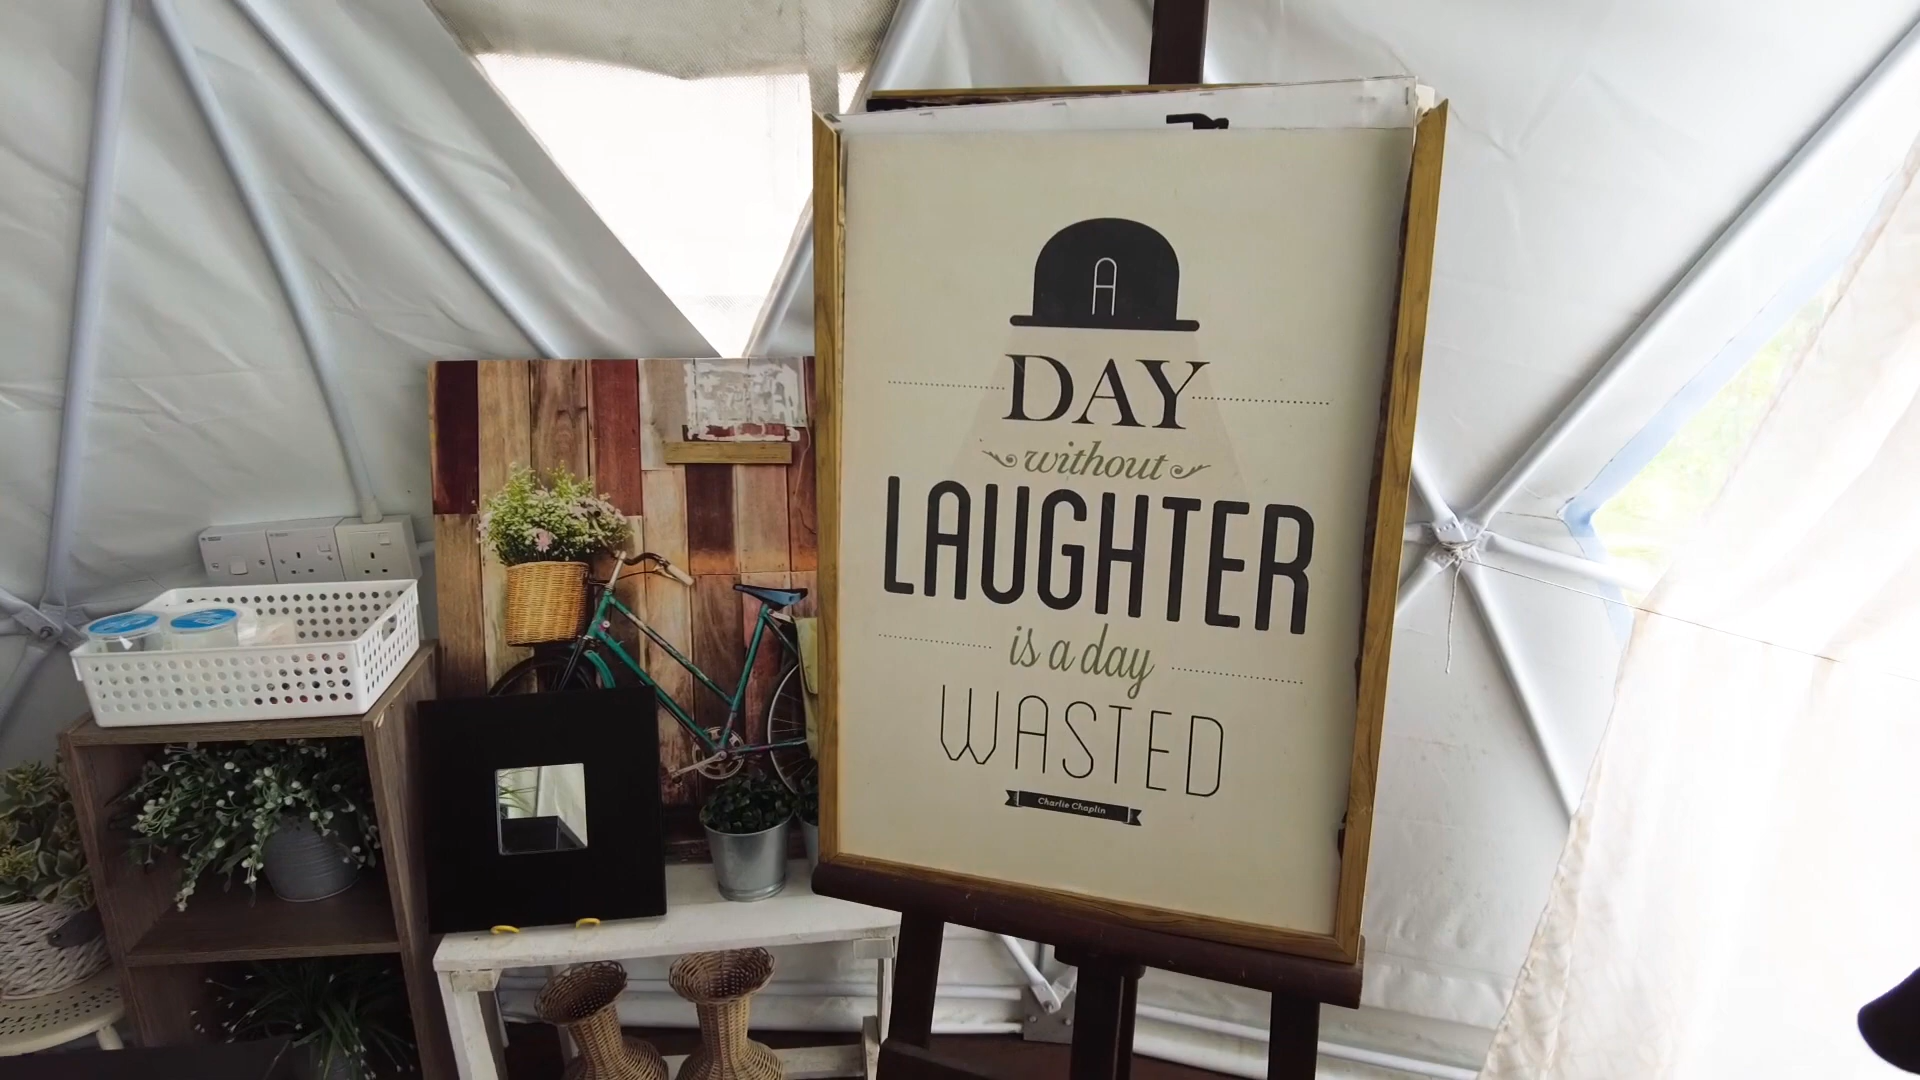 A
DAY
without
LAUGHTER
is a day
WASTED
Charlie Chaplin